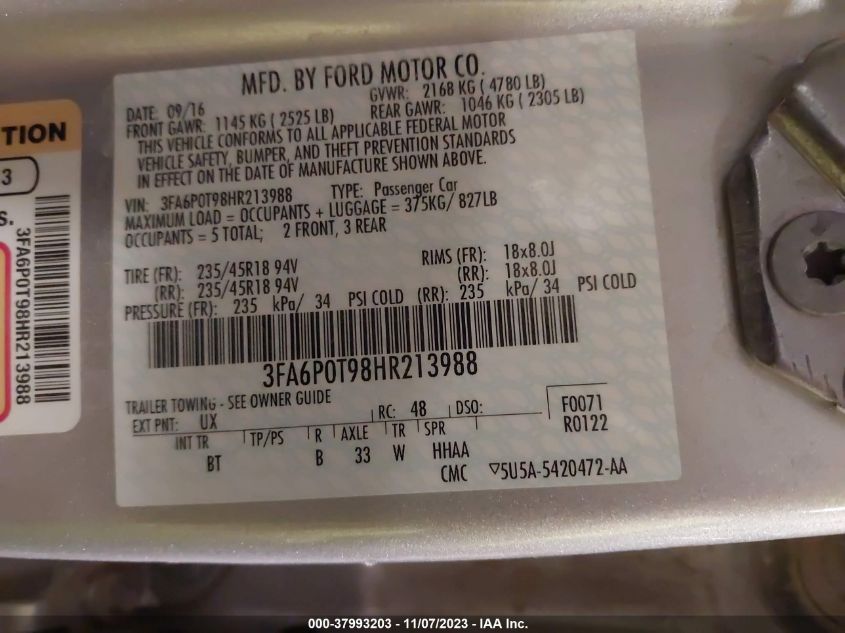 MFD. BY FORD MOTOR CO.
DATE: 09/16 GVWR: 2168 KG ( 4780 LB)
FRONT GAWR: 1145 KG ( 2525 LB) REAR GAWR: 1046 KG ( 2305 LB)
THIS VEHICLE CONFORMS TO ALL APPLICABLE FEDERAL MOTOR
VEHICLE SAFETY, BUMPER, AND THEFT PREVENTION STANDARDS
IN EFFECT ON THE DATE OF MANUFACTURE SHOWN ABOVE.
VIN: 3FA6P0T98HR213988 TYPE: Passenger Car
MAXIMUM LOAD = OCCUPANTS + LUGGAGE = 375KG/ 827LB
OCCUPANTS = 5 TOTAL; 2 FRONT, 3 REAR
TIRE (FR): 235/45R18 94V RIMS (FR): 18x8.0J
(RR): 235/45R18 94V (RR): 18x8.0J
PRESSURE (FR): 235 kPa/ 34 PSI COLD (RR): 235 kPa/ 34 PSI COLD
3FA6P0T98HR213988
TRAILER TOWING - SEE OWNER GUIDE
EXT PNT: UX RC: 48 DSO: F0071
R0122
INT TR TP/PS R AXLE TR SPR
BT B 33 W HHAA
CMC ▽5U5A-5420472-AA
TION
3
S.
3FA6P0T98HR213988
000-37993203 - 11/07/2023 - IAA Inc.